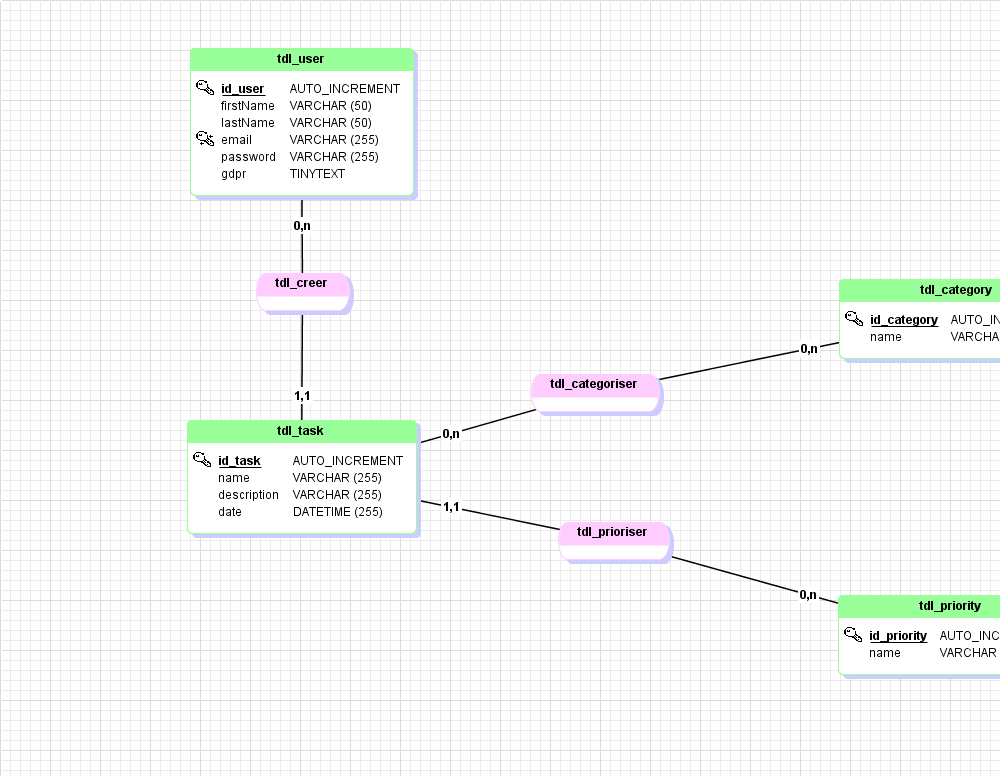 tdl_user
id_user AUTO_INCREMENT
firstName VARCHAR (50)
lastName VARCHAR (50)
email VARCHAR (255)
password VARCHAR (255)
gdpr TINYTEXT
0,n
tdl_creer
1,1
tdl_category
id_category AUTO_IN
name VARCHA
0,n
tdl_categoriser
0,n
tdl_task
id_task AUTO_INCREMENT
name VARCHAR (255)
description VARCHAR (255)
date DATETIME (255)
1,1
tdl_prioriser
0,n
tdl_priority
id_priority AUTO_INC
name VARCHAR